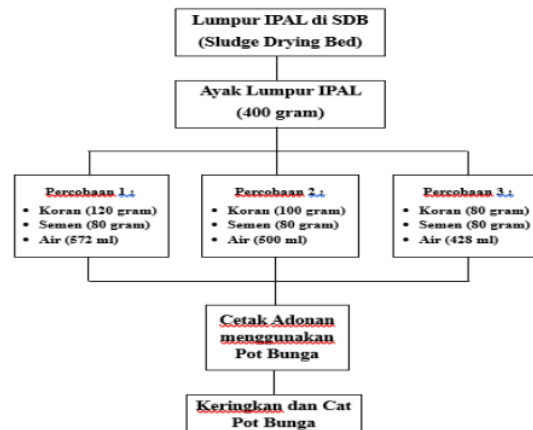 Lumpur IPAL di SDB
(Sludge Drying Bed)
Ayak Lumpur IPAL
(400 gram)
Percobaan 1 :
• Koran (120 gram)
• Semen (80 gram)
• Air (572 ml)
Percobaan 2 :
• Koran (100 gram)
• Semen (80 gram)
• Air (500 ml)
Percobaan 3 :
• Koran (80 gram)
• Semen (80 gram)
• Air (428 ml)
Cetak Adonan
menggunakan
Pot Bunga
Keringkan dan Cat
Pot Bunga